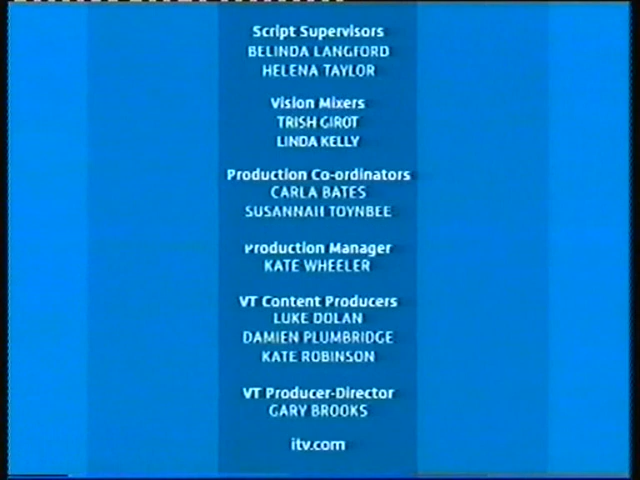 Script Supervisors
BELINDA LANGFORD
HELENA TAYLOR
Vision Mixers
TRISH GIROT
LINDA KELLY
Production Co-ordinators
CARLA BATES
SUSANNAH TOYNBEE
Production Manager
KATE WHEELER
VT Content Producers
LUKE DOLAN
DAMIEN PLUMBRIDGE
KATE ROBINSON
VT Producer-Director
GARY BROOKS
itv.com